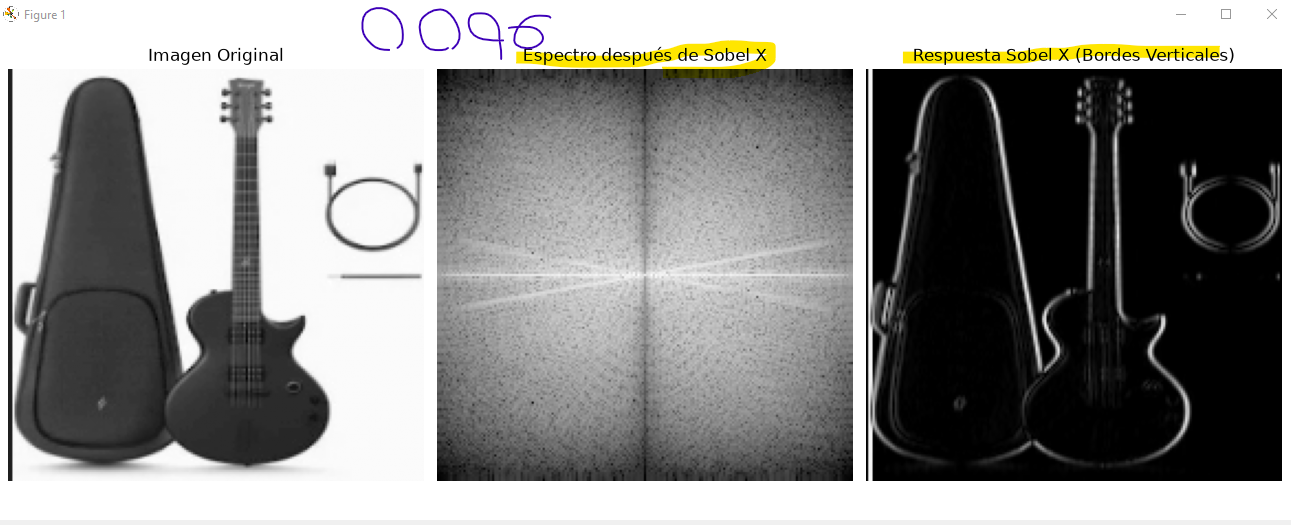 Figure 1
0096
Imagen Original
Espectro después de Sobel X
Respuesta Sobel X (Bordes Verticales)